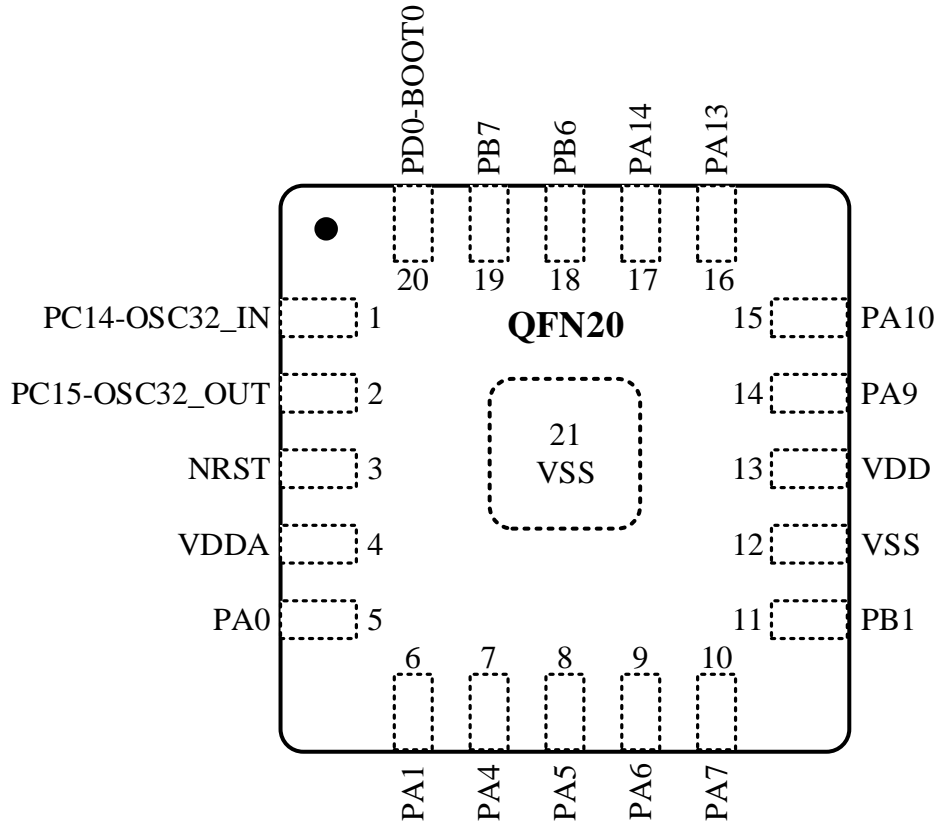 PD0-BOOT0
PB7
PB6
PA14
PA13
20
19
18
17
16
PC14-OSC32_IN 1
QFN20
15 PA10
PC15-OSC32_OUT 2
14 PA9
21
VSS
NRST 3
13 VDD
VDDA 4
12 VSS
PA0 5
11 PB1
6
7
8
9
10
PA1
PA4
PA5
PA6
PA7